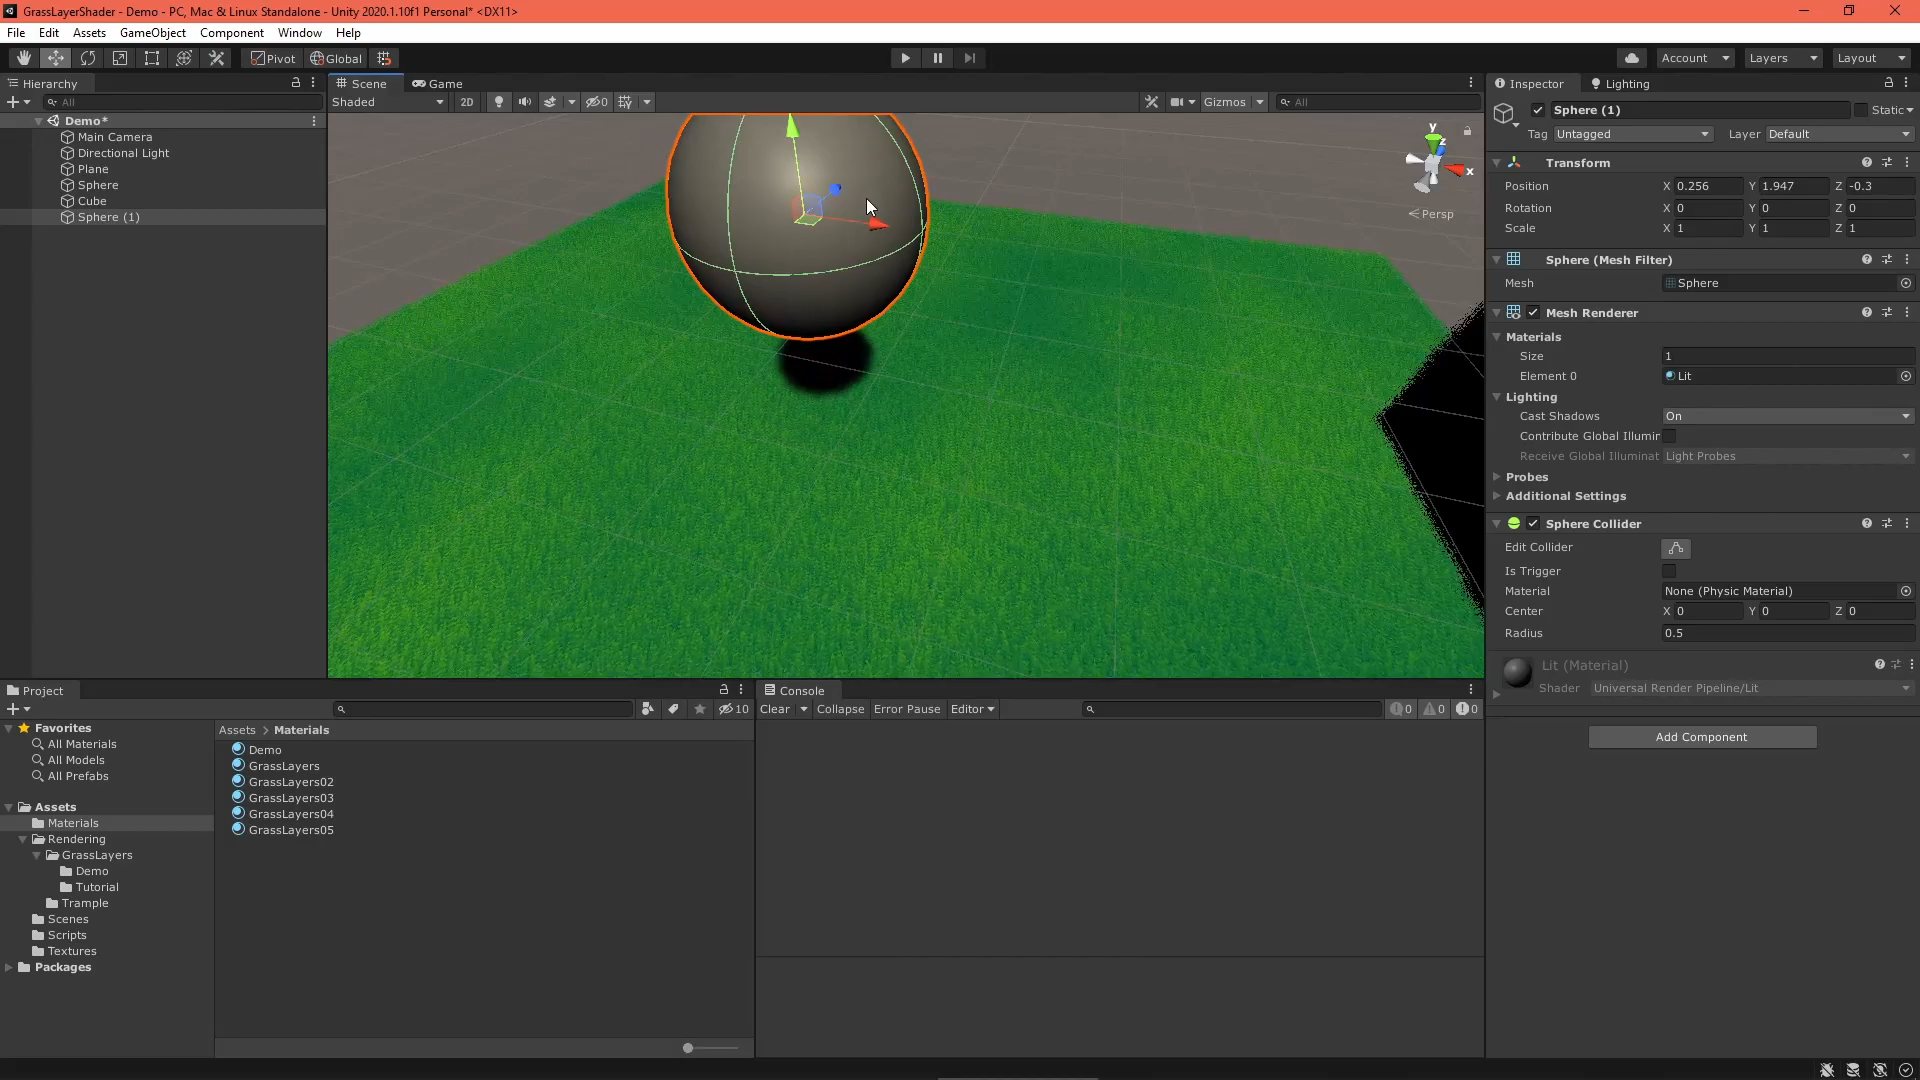 GrassLayerShader - Demo - PC, Mac & Linux Standalone - Unity 2020.1.10f1 Personal* <DX11>
File Edit Assets GameObject Component Window Help
Pivot Global Account Layers Layout
Hierarchy
All
Demo*
Main Camera
Directional Light
Plane
Sphere
Cube
Sphere (1)
Scene Game
Shaded 2D 0 Gizmos All
y
z
x
Persp
Inspector Lighting
Sphere (1) Static
Tag Untagged Layer Default
Transform
Position X 0.256 Y 1.947 Z -0.3
Rotation X 0 Y 0 Z 0
Scale X 1 Y 1 Z 1
Sphere (Mesh Filter)
Mesh Sphere
Mesh Renderer
Materials
Size 1
Element 0 Lit
Lighting
Cast Shadows On
Contribute Global Illumir
Receive Global Illuminat Light Probes
Probes
Additional Settings
Sphere Collider
Edit Collider
Is Trigger
Material None (Physic Material)
Center X 0 Y 0 Z 0
Radius 0.5
Lit (Material)
Shader Universal Render Pipeline/Lit
Add Component
Project
10
Favorites
All Materials
All Models
All Prefabs
Assets
Materials
Rendering
GrassLayers
Demo
Tutorial
Trample
Scenes
Scripts
Textures
Packages
Assets > Materials
Demo
GrassLayers
GrassLayers02
GrassLayers03
GrassLayers04
GrassLayers05
Console
Clear Collapse Error Pause Editor 0 0 0